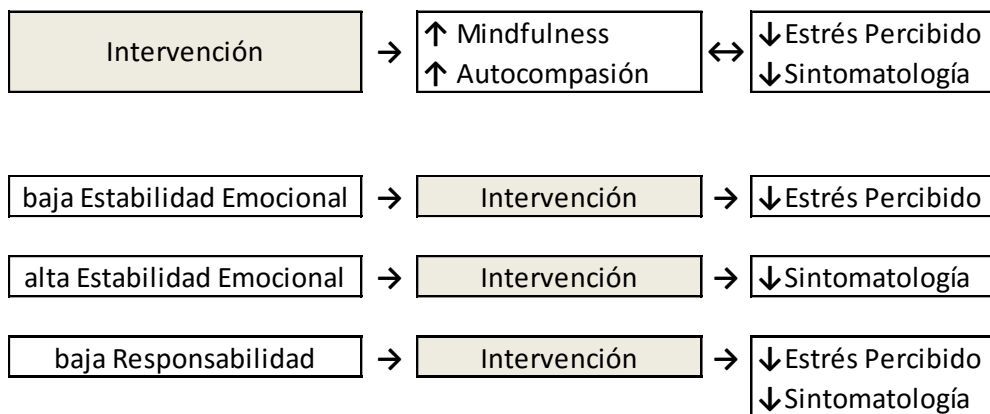 Intervención → ↑ Mindfulness ↔ ↓ Estrés Percibido
↑ Autocompasión ↓ Sintomatología
baja Estabilidad Emocional → Intervención → ↓ Estrés Percibido
alta Estabilidad Emocional → Intervención → ↓ Sintomatología
baja Responsabilidad → Intervención → ↓ Estrés Percibido
↓ Sintomatología